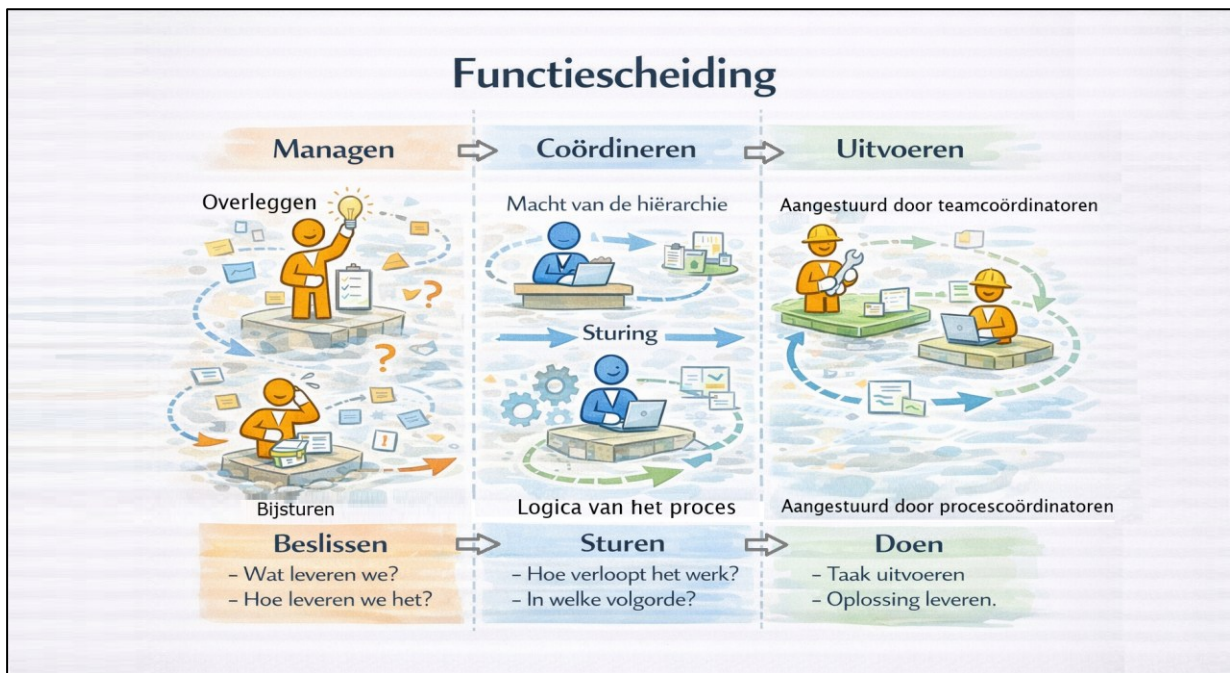 Functiescheiding
Managen
Coördineren
Uitvoeren
Overleggen
Macht van de hiërarchie
Aangestuurd door teamcoördinatoren
?
?
Sturing
Bijsturen
Logica van het proces
Aangestuurd door procescoördinatoren
Beslissen
Sturen
Doen
– Wat leveren we?
– Hoe leveren we het?
– Hoe verloopt het werk?
– In welke volgorde?
– Taak uitvoeren
– Oplossing leveren.